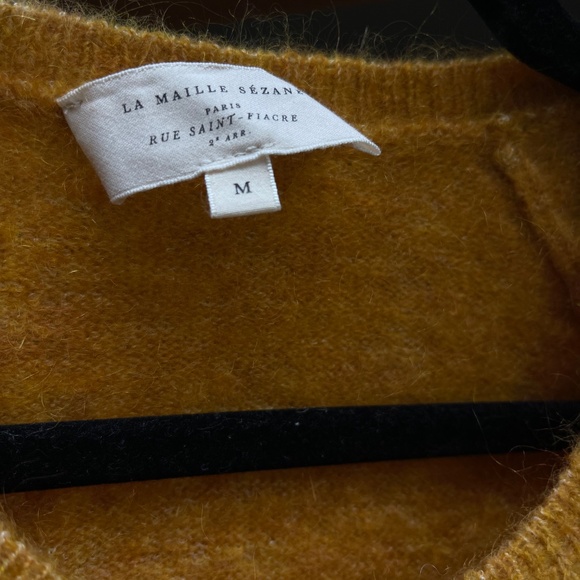 LA MAILLE SÉZANE
PARIS
RUE SAINT-FIACRE
2e ARR.
M